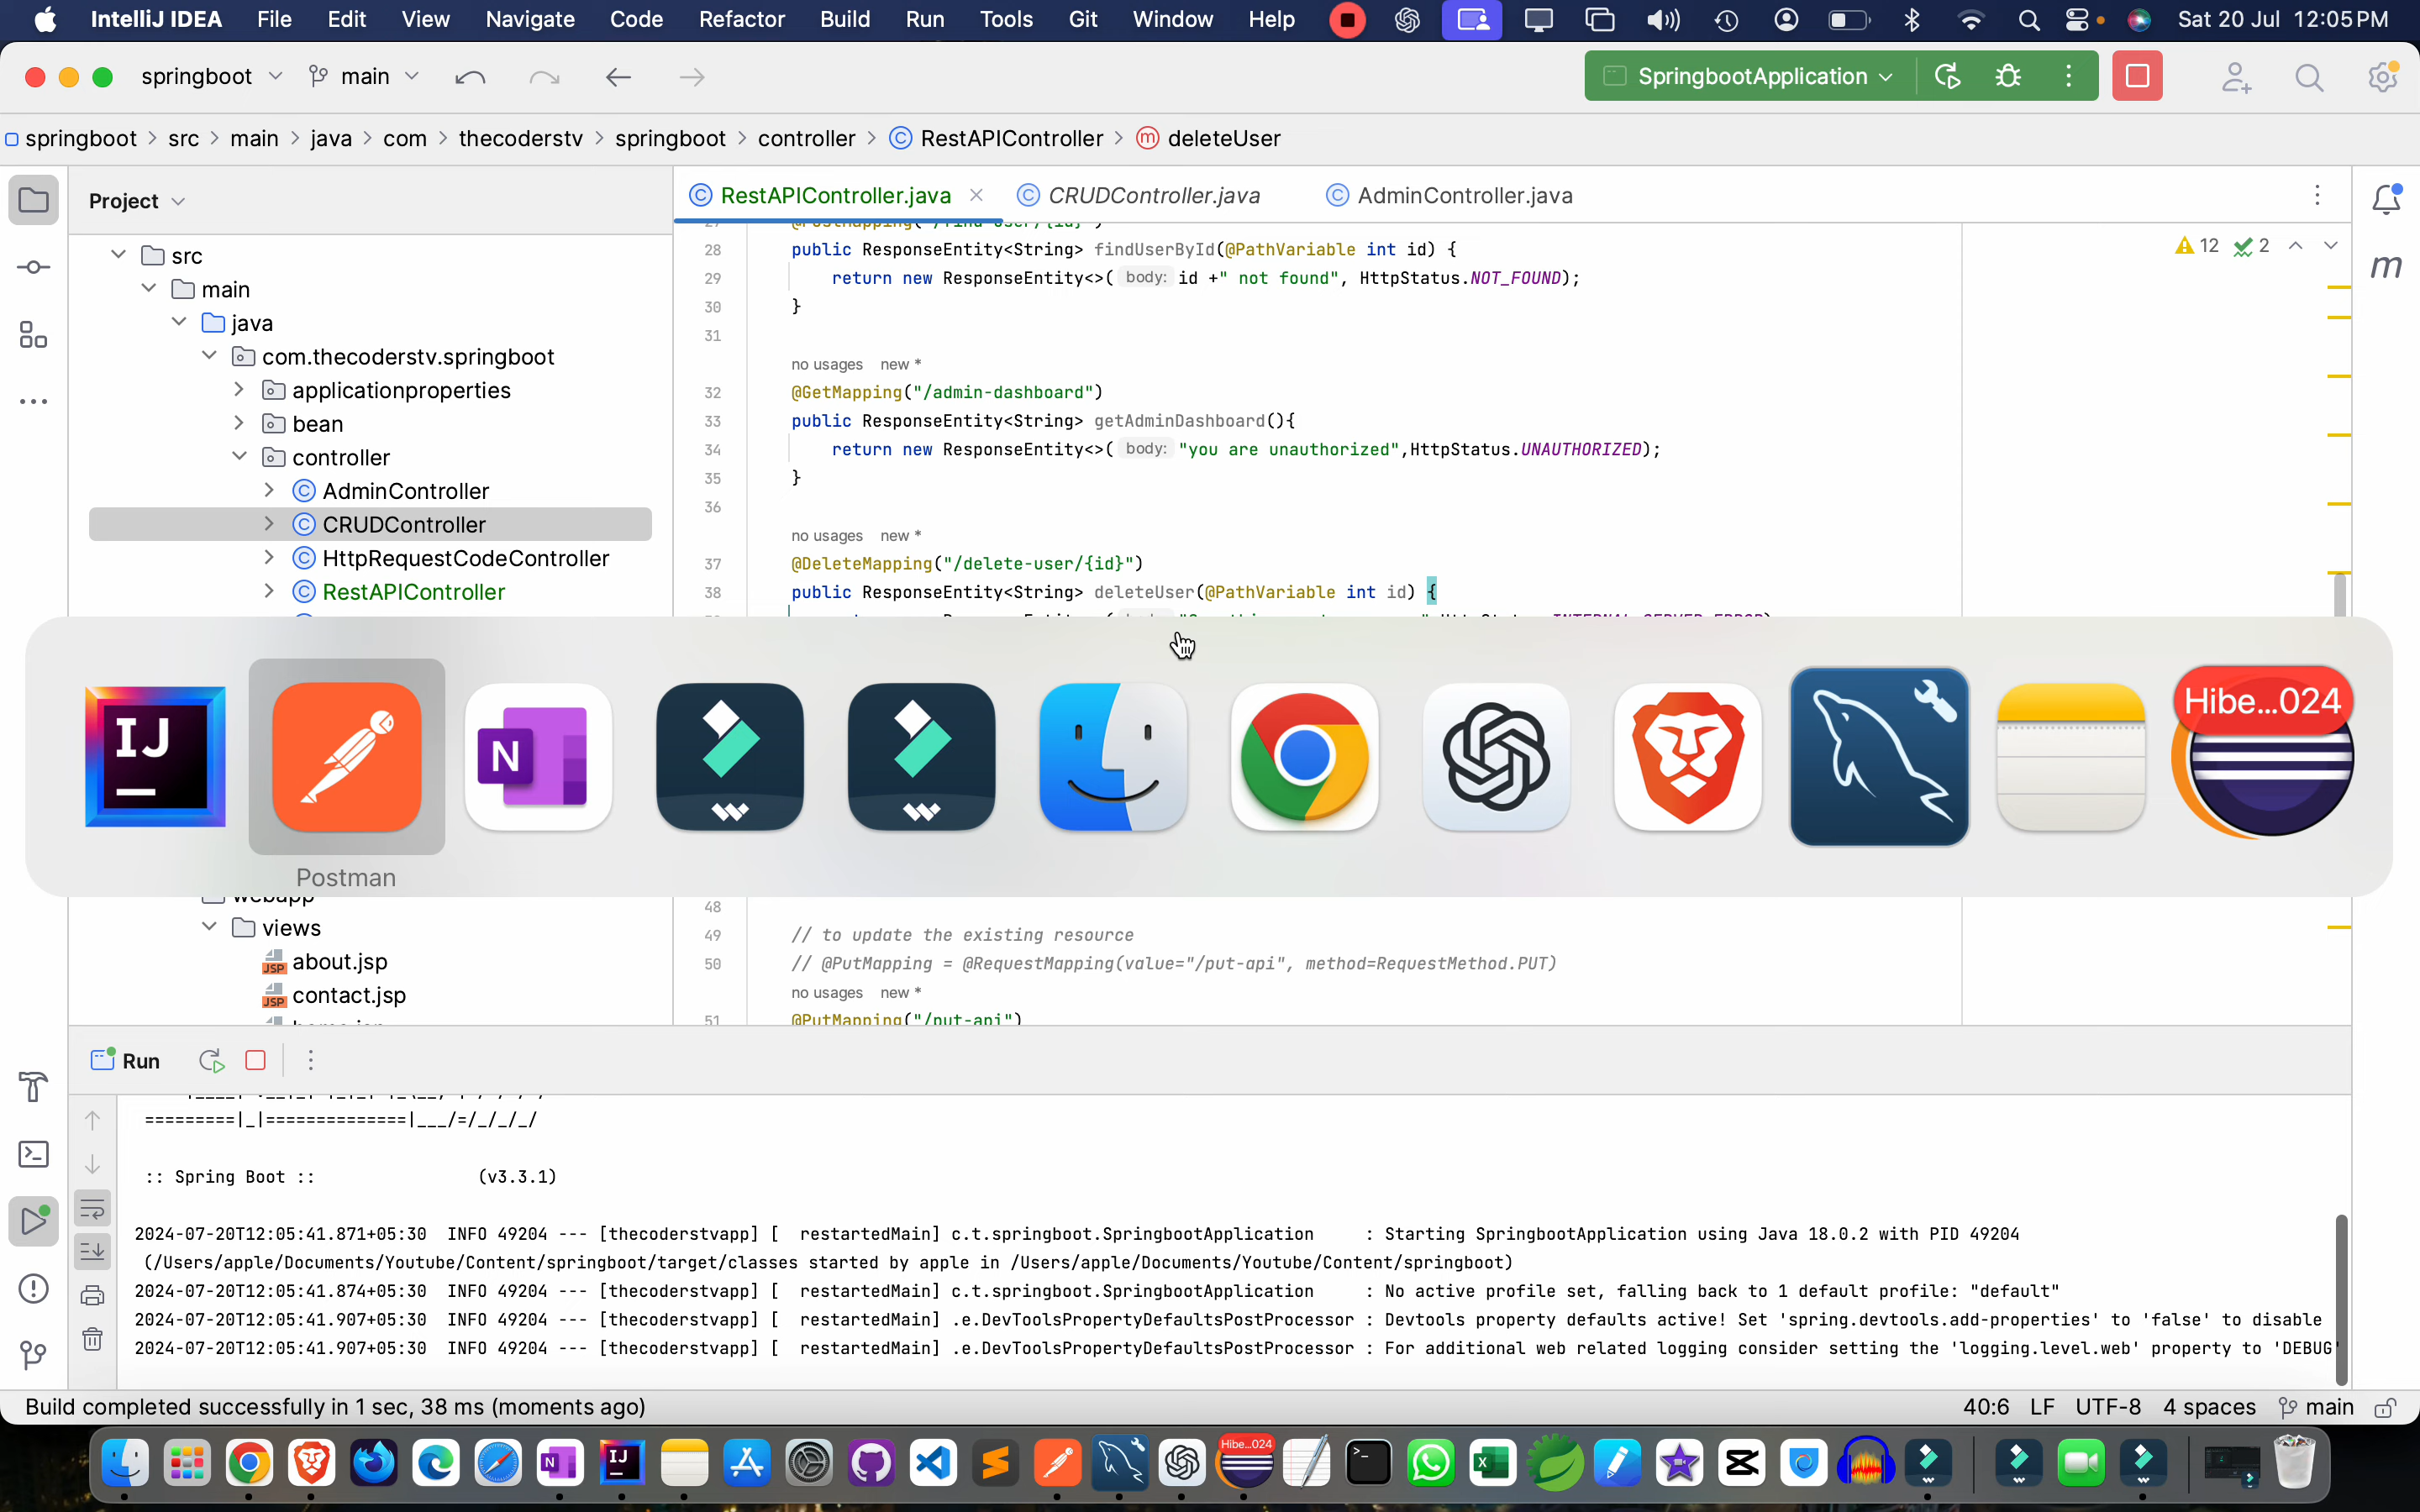 IntelliJ IDEA File Edit View Navigate Code Refactor Build Run Tools Git Window Help Sat 20 Jul 12:05 PM
springboot main SpringbootApplication
springboot > src > main > java > com > thecoderstv > springboot > controller > RestAPIController > deleteUser
Project
RestAPIController.java CRUDController.java AdminController.java
src
main
java
com.thecoderstv.springboot
applicationproperties
bean
controller
AdminController
CRUDController
HttpRequestCodeController
RestAPIController
12 2
28 public ResponseEntity<String> findUserById(@PathVariable int id) {
29 return new ResponseEntity<>( body: id +" not found", HttpStatus.NOT_FOUND);
30 }
31
no usages new *
32 @GetMapping("/admin-dashboard")
33 public ResponseEntity<String> getAdminDashboard(){
34 return new ResponseEntity<>( body: "you are unauthorized",HttpStatus.UNAUTHORIZED);
35 }
36
no usages new *
37 @DeleteMapping("/delete-user/{id}")
38 public ResponseEntity<String> deleteUser(@PathVariable int id) {
Hibe...024
Postman
webapp
views
about.jsp
contact.jsp
48
49 // to update the existing resource
50 // @PutMapping = @RequestMapping(value="/put-api", method=RequestMethod.PUT)
no usages new *
51 @PutMapping("/put-api")
Run
=========|_|==============|___/=/_/_/_/
:: Spring Boot :: (v3.3.1)
2024-07-20T12:05:41.871+05:30 INFO 49204 --- [thecoderstvapp] [ restartedMain] c.t.springboot.SpringbootApplication : Starting SpringbootApplication using Java 18.0.2 with PID 49204
(/Users/apple/Documents/Youtube/Content/springboot/target/classes started by apple in /Users/apple/Documents/Youtube/Content/springboot)
2024-07-20T12:05:41.874+05:30 INFO 49204 --- [thecoderstvapp] [ restartedMain] c.t.springboot.SpringbootApplication : No active profile set, falling back to 1 default profile: "default"
2024-07-20T12:05:41.907+05:30 INFO 49204 --- [thecoderstvapp] [ restartedMain] .e.DevToolsPropertyDefaultsPostProcessor : Devtools property defaults active! Set 'spring.devtools.add-properties' to 'false' to disable
2024-07-20T12:05:41.907+05:30 INFO 49204 --- [thecoderstvapp] [ restartedMain] .e.DevToolsPropertyDefaultsPostProcessor : For additional web related logging consider setting the 'logging.level.web' property to 'DEBUG'
Build completed successfully in 1 sec, 38 ms (moments ago) 40:6 LF UTF-8 4 spaces main
Hibe...024